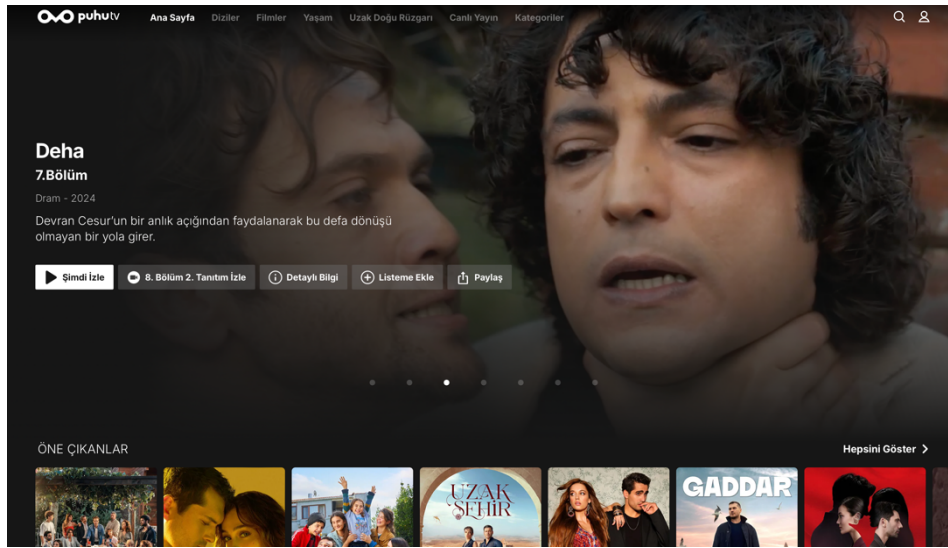 puhutv
Ana Sayfa
Diziler
Filmler
Yaşam
Uzak Doğu Rüzgarı
Canlı Yayın
Kategoriler
Deha
7.Bölüm
Dram - 2024
Devran Cesur'un bir anlık açığından faydalanarak bu defa dönüşü
olmayan bir yola girer.
Şimdi İzle
8. Bölüm 2. Tanıtım İzle
Detaylı Bilgi
Listeme Ekle
Paylaş
ÖNE ÇIKANLAR
Hepsini Göster
UZAK
ŞEHİR
GADDAR